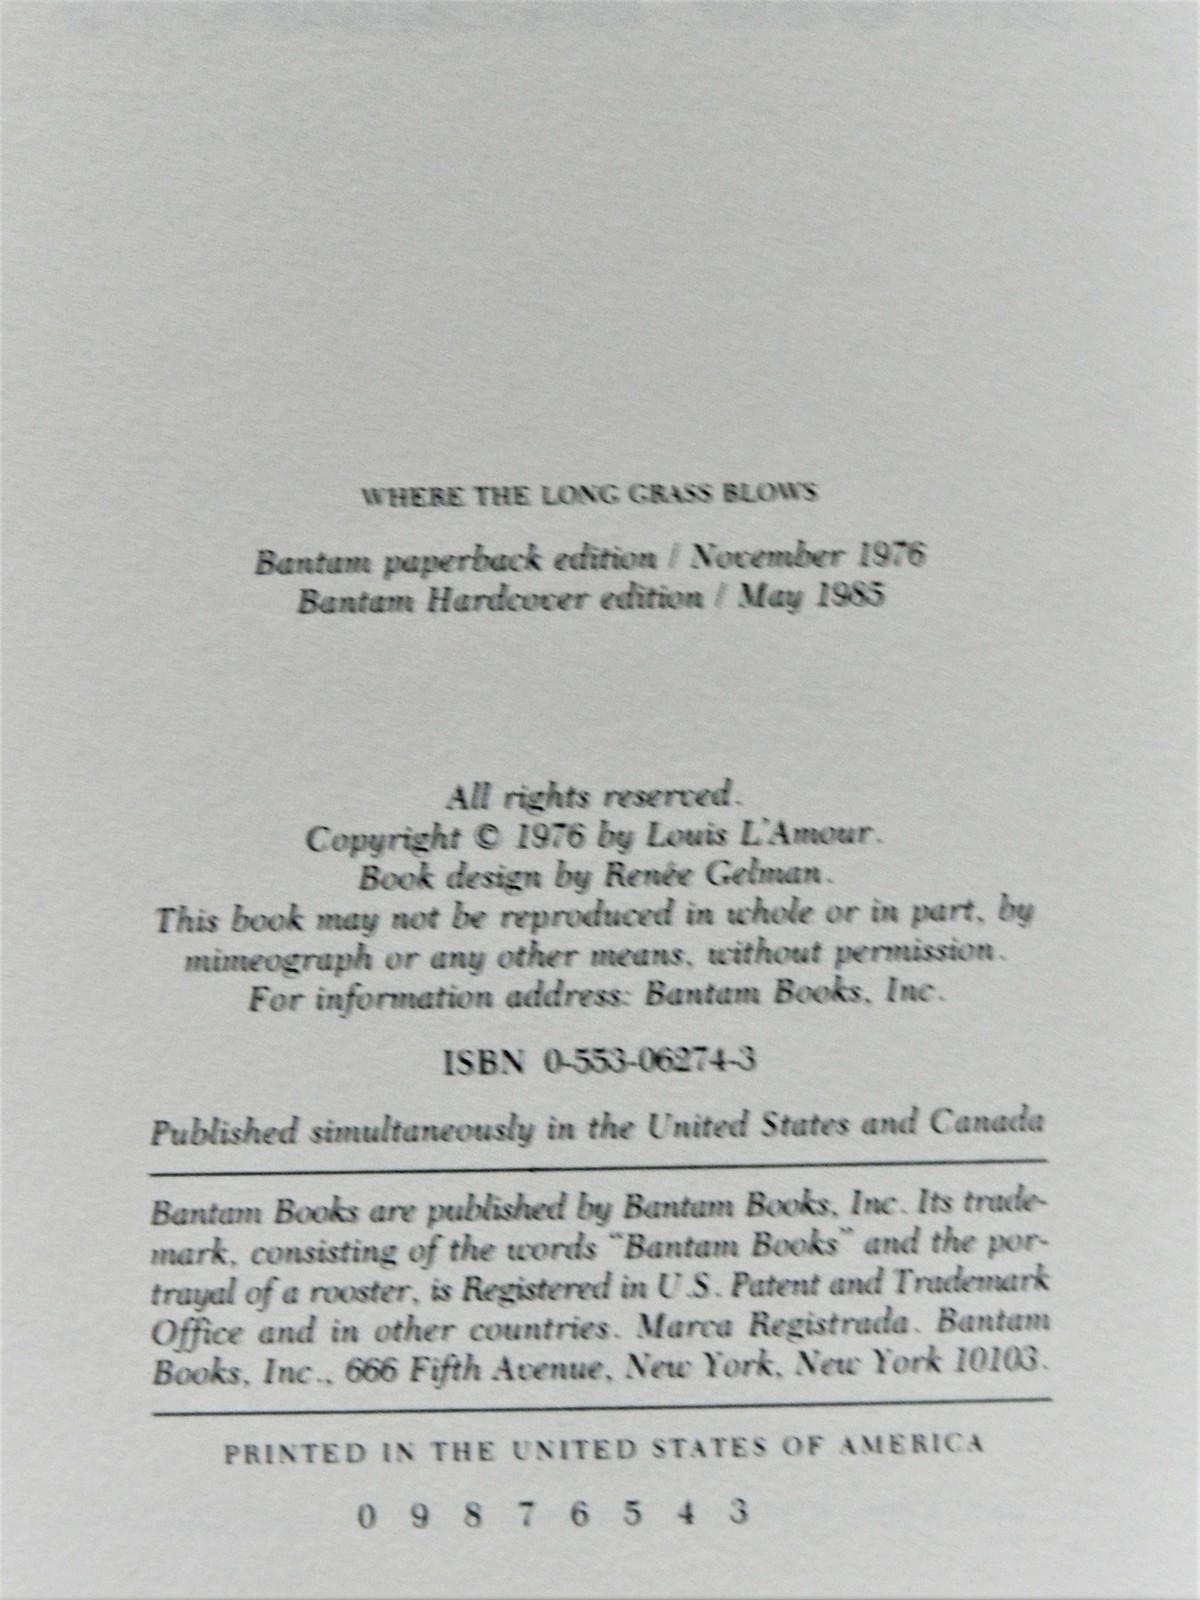 WHERE THE LONG GRASS BLOWS
Bantam paperback edition / November 1976
Bantam Hardcover edition / May 1985
All rights reserved.
Copyright © 1976 by Louis L'Amour.
Book design by Renée Gelman.
This book may not be reproduced in whole or in part, by
mimeograph or any other means, without permission.
For information address: Bantam Books, Inc.
ISBN 0-553-06274-3
Published simultaneously in the United States and Canada
Bantam Books are published by Bantam Books, Inc. Its trade-
mark, consisting of the words “Bantam Books” and the por-
trayal of a rooster, is Registered in U.S. Patent and Trademark
Office and in other countries. Marca Registrada. Bantam
Books, Inc., 666 Fifth Avenue, New York, New York 10103.
PRINTED IN THE UNITED STATES OF AMERICA
0 9 8 7 6 5 4 3